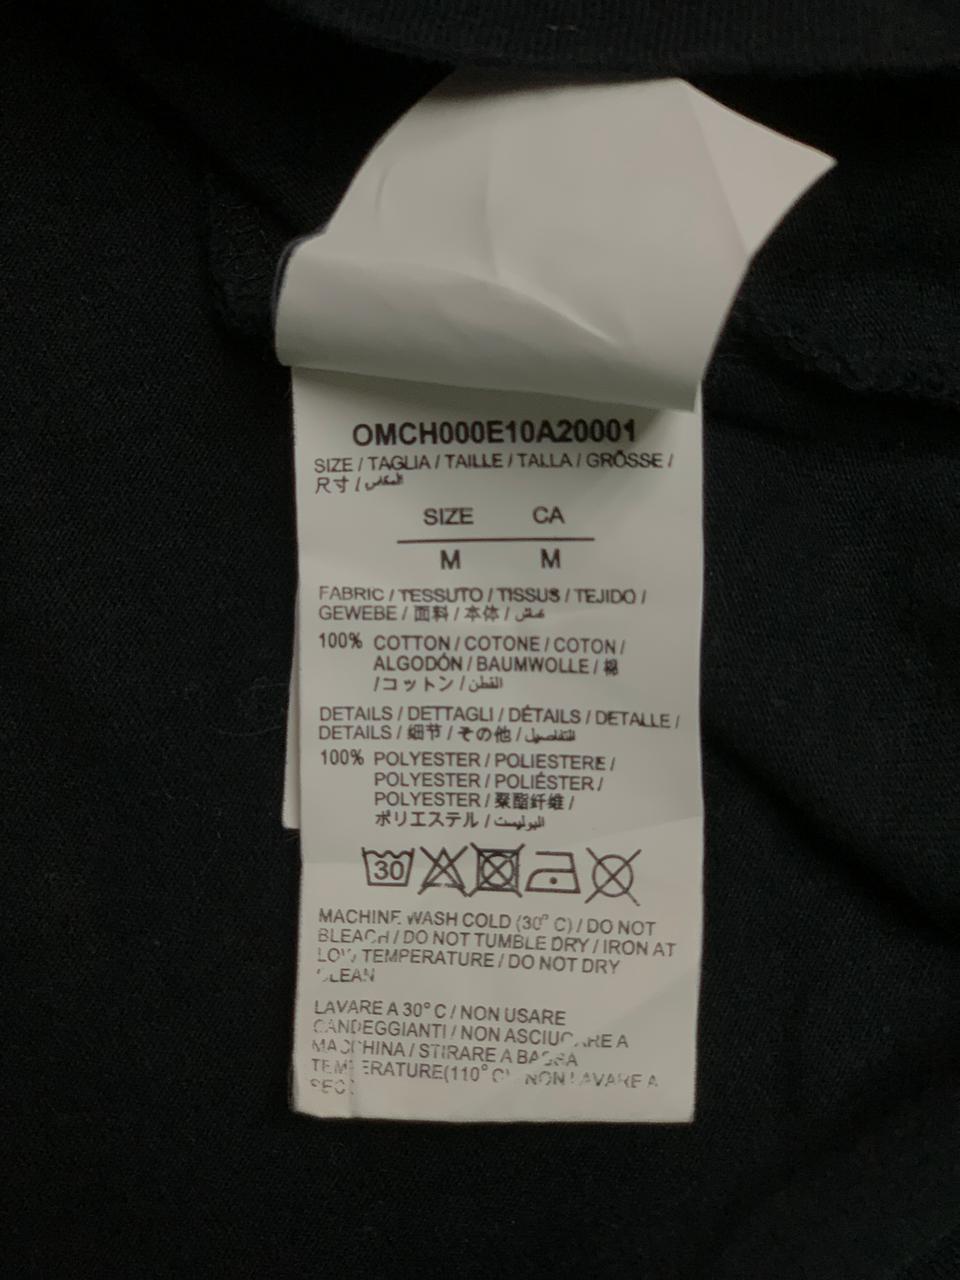 OMCH000E10A20001
SIZE / TAGLIA / TAILLE / TALLA / GRÖSSE /
尺寸 / المقاس
SIZE CA
M M
FABRIC / TESSUTO / TISSUS / TEJIDO /
GEWEBE / 面料 / 本体 /
100% COTTON / COTONE / COTON /
ALGODÓN / BAUMWOLLE / 棉
/ コットン / القطن
DETAILS / DETTAGLI / DÉTAILS / DETALLE /
DETAILS / 细节 / その他 / التفاصيل
100% POLYESTER / POLIESTERE /
POLYESTER / POLIÉSTER /
POLYESTER / 聚酯纤维 /
ポリエステル / البوليست
30
MACHINE WASH COLD (30° C) / DO NOT
BLEACH / DO NOT TUMBLE DRY / IRON AT
LOW TEMPERATURE / DO NOT DRY
CLEAN
LAVARE A 30° C / NON USARE
CANDEGGIANTI / NON ASCIUCARE A
MACCHINA / STIRARE A BASSA
TEMPERATURE(110° C) NON LAVARE A
SECC